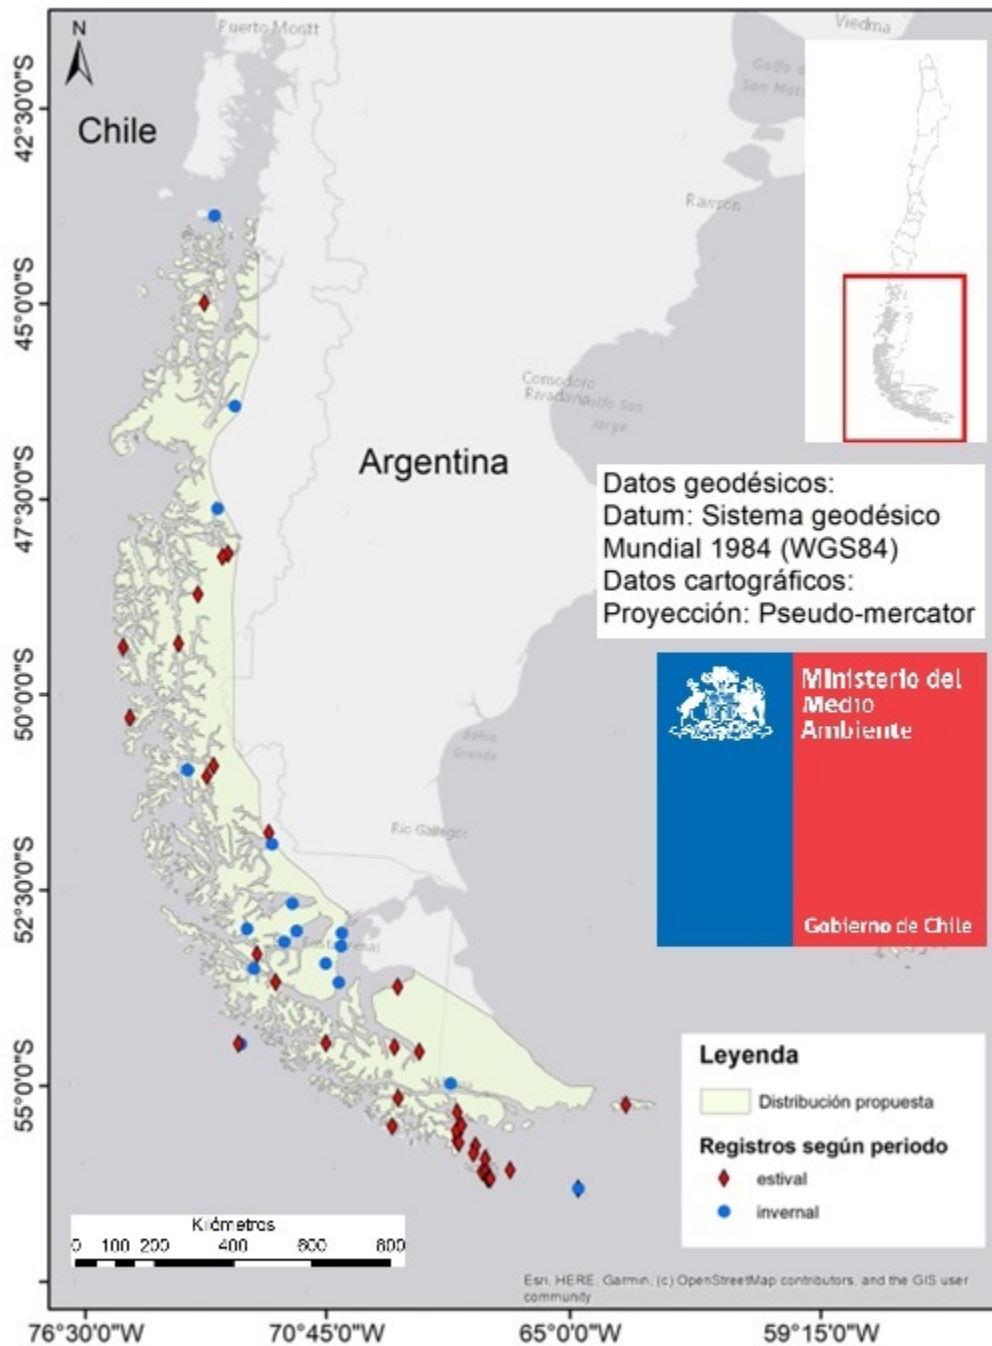 N
Puerto Montt
Viedma
Chile
Rawson
Comodoro
Argentina
Golfo San
Jorge
Datos geodésicos:
Datum: Sistema geodésico
Mundial 1984 (WGS84)
Datos cartográficos:
Proyección: Pseudo-mercator
Ministerio del
Medio
Ambiente
Gobierno de Chile
Bahía
Grande
Río Gallegos
Leyenda
Distribución propuesta
Registros según periodo
estival
invernal
Kilómetros
0 100 200 400 600 800
Esri, HERE, Garmin, (c) OpenStreetMap contributors, and the GIS user
community
42°30'0"S
45°0'0"S
47°30'0"S
50°0'0"S
52°30'0"S
55°0'0"S
76°30'0"W 70°45'0"W 65°0'0"W 59°15'0"W